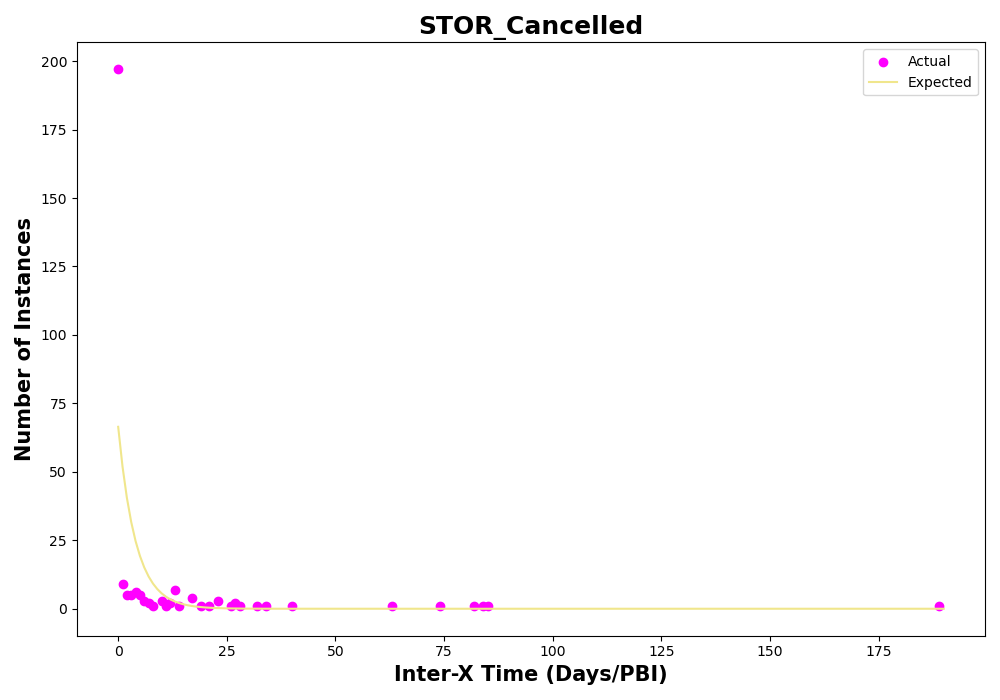 STOR_Cancelled
Actual
Expected
200
175
150
125
100
75
50
25
0
Number of Instances
0 25 50 75 100 125 150 175
Inter-X Time (Days/PBI)